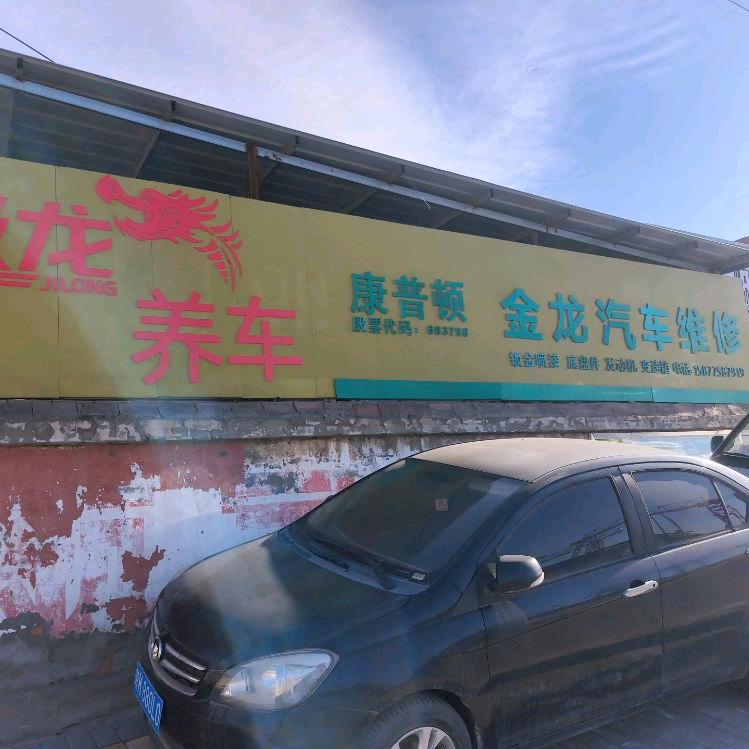 龙
JILONG
养车
康普顿
股票代码：603798
金龙汽车维修
钣金喷漆 底盘件 发动机 变速箱 电话:15877587919